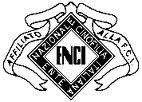 AFFILIATO ALLA F.C.I.
ENTE NAZIONALE CINOFILIA ITALIANA
ENCI